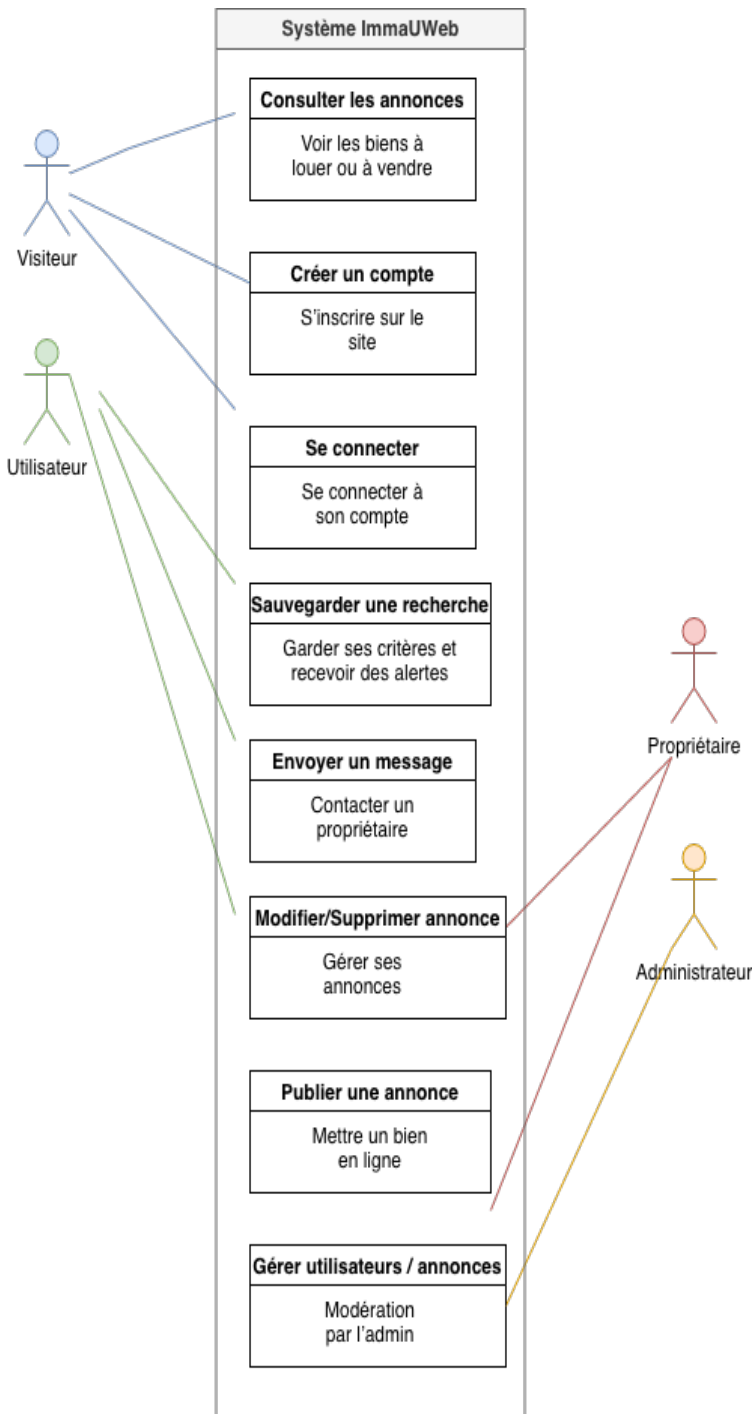 Système ImmaUWeb
Consulter les annonces
Voir les biens à
louer ou à vendre
Visiteur
Créer un compte
S'inscrire sur le
site
Utilisateur
Se connecter
Se connecter à
son compte
Sauvegarder une recherche
Garder ses critères et
recevoir des alertes
Propriétaire
Envoyer un message
Contacter un
propriétaire
Modifier/Supprimer annonce
Gérer ses
annonces
Administrateur
Publier une annonce
Mettre un bien
en ligne
Gérer utilisateurs / annonces
Modération
par l'admin